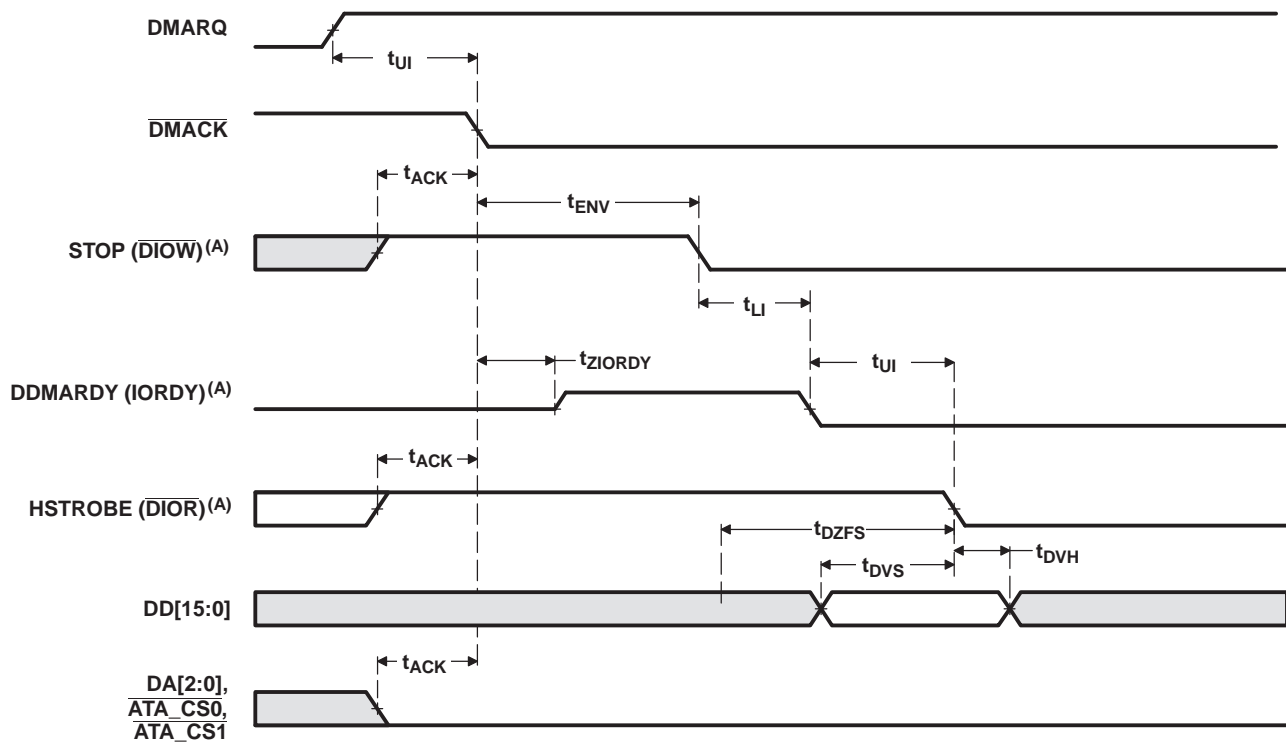 DMARQ
tUI
DMACK
tACK
tENV
STOP (DIOW)(A)
tLI
tZIORDY
tUI
DDMARDY (IORDY)(A)
tACK
HSTROBE (DIOR)(A)
tDZFS
tDVS
tDVH
DD[15:0]
tACK
DA[2:0],
ATA_CS0,
ATA_CS1